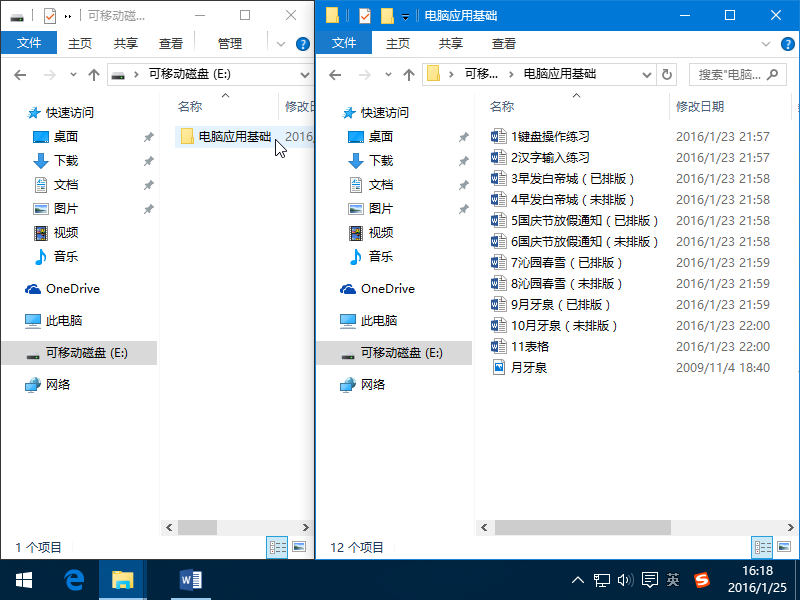 可移动磁...
文件 主页 共享 查看 管理
可移动磁盘 (E:)
快速访问
桌面
下载
文档
图片
视频
音乐
OneDrive
此电脑
可移动磁盘 (E:)
网络
名称 修改日
电脑应用基础 2016/
1 个项目
电脑应用基础
文件 主页 共享 查看
可移... 电脑应用基础
搜索"电脑...
快速访问
桌面
下载
文档
图片
视频
音乐
OneDrive
此电脑
可移动磁盘 (E:)
网络
名称 修改日期
1键盘操作练习 2016/1/23 21:57
2汉字输入练习 2016/1/23 21:57
3早发白帝城（已排版） 2016/1/23 21:58
4早发白帝城（未排版） 2016/1/23 21:58
5国庆节放假通知（已排版） 2016/1/23 21:58
6国庆节放假通知（未排版） 2016/1/23 21:58
7沁园春雪（已排版） 2016/1/23 21:59
8沁园春雪（未排版） 2016/1/23 21:59
9月牙泉（已排版） 2016/1/23 21:59
10月牙泉（未排版） 2016/1/23 22:00
11表格 2016/1/23 22:00
月牙泉 2009/11/4 18:40
12 个项目
英
16:18
2016/1/25